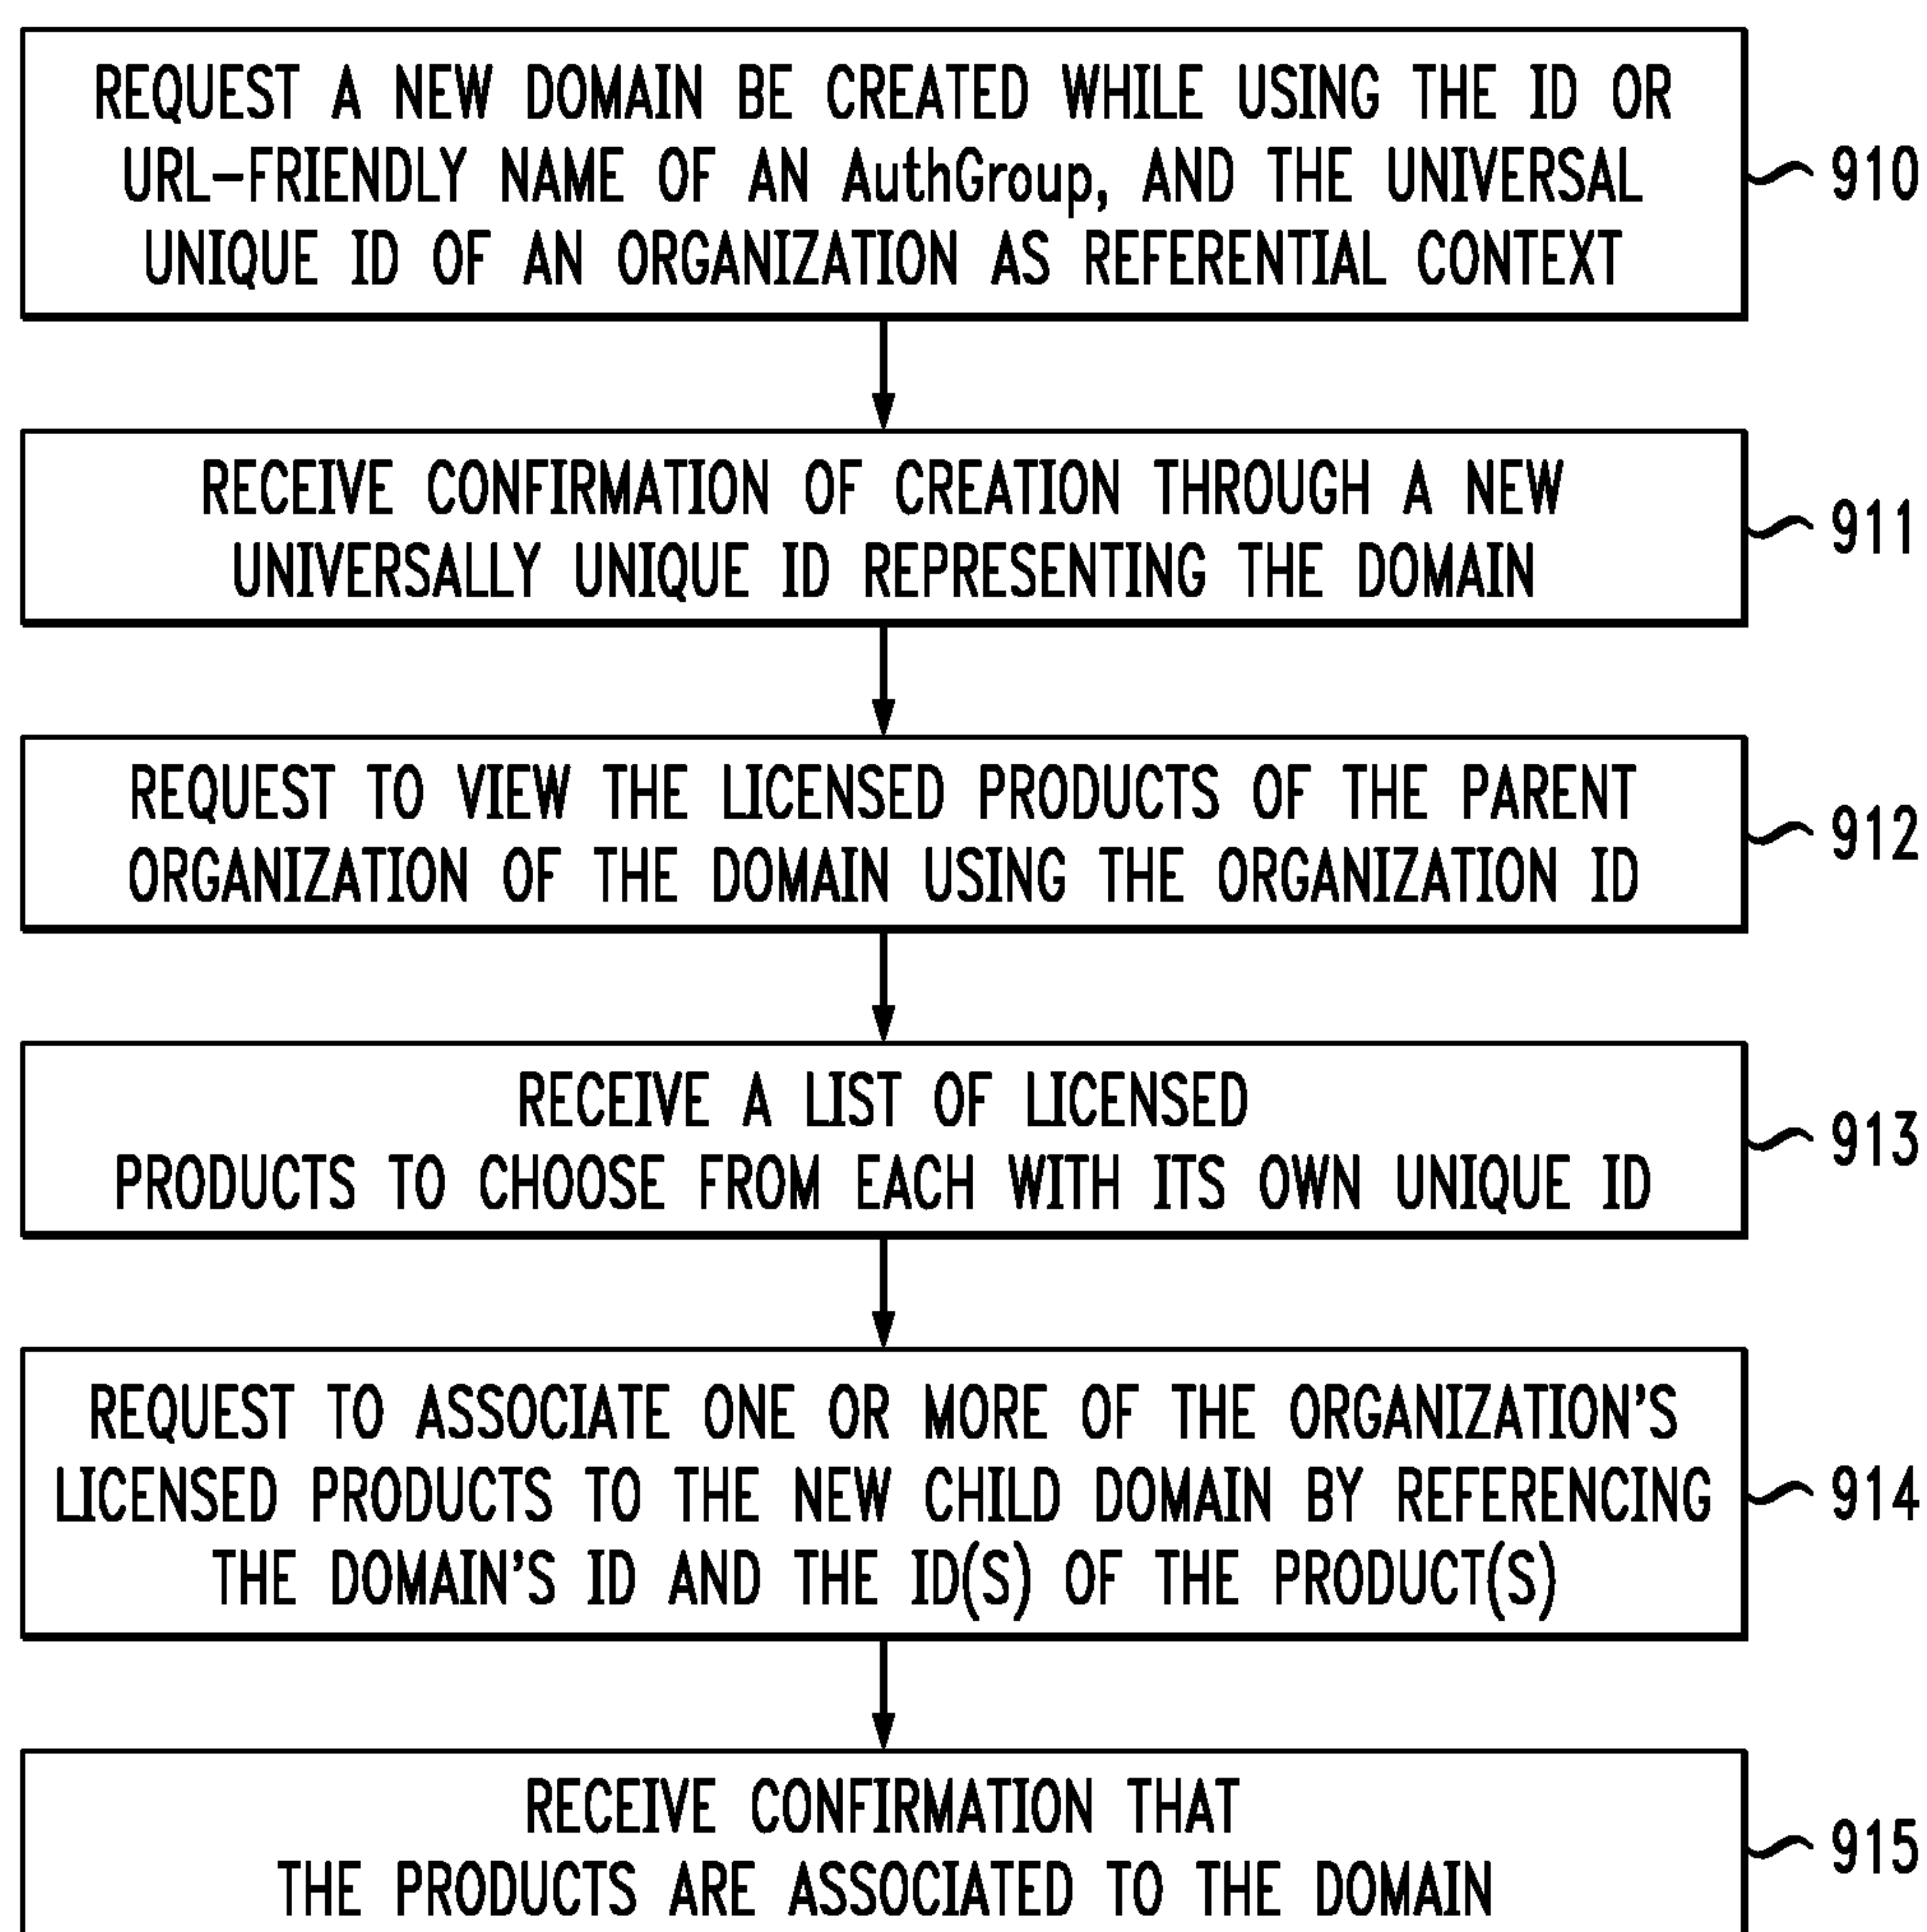 REQUEST A NEW DOMAIN BE CREATED WHILE USING THE ID OR
URL-FRIENDLY NAME OF AN AuthGroup, AND THE UNIVERSAL
UNIQUE ID OF AN ORGANIZATION AS REFERENTIAL CONTEXT
910
RECEIVE CONFIRMATION OF CREATION THROUGH A NEW
UNIVERSALLY UNIQUE ID REPRESENTING THE DOMAIN
911
REQUEST TO VIEW THE LICENSED PRODUCTS OF THE PARENT
ORGANIZATION OF THE DOMAIN USING THE ORGANIZATION ID
912
RECEIVE A LIST OF LICENSED
PRODUCTS TO CHOOSE FROM EACH WITH ITS OWN UNIQUE ID
913
REQUEST TO ASSOCIATE ONE OR MORE OF THE ORGANIZATION'S
LICENSED PRODUCTS TO THE NEW CHILD DOMAIN BY REFERENCING
THE DOMAIN'S ID AND THE ID(S) OF THE PRODUCT(S)
914
RECEIVE CONFIRMATION THAT
THE PRODUCTS ARE ASSOCIATED TO THE DOMAIN
915